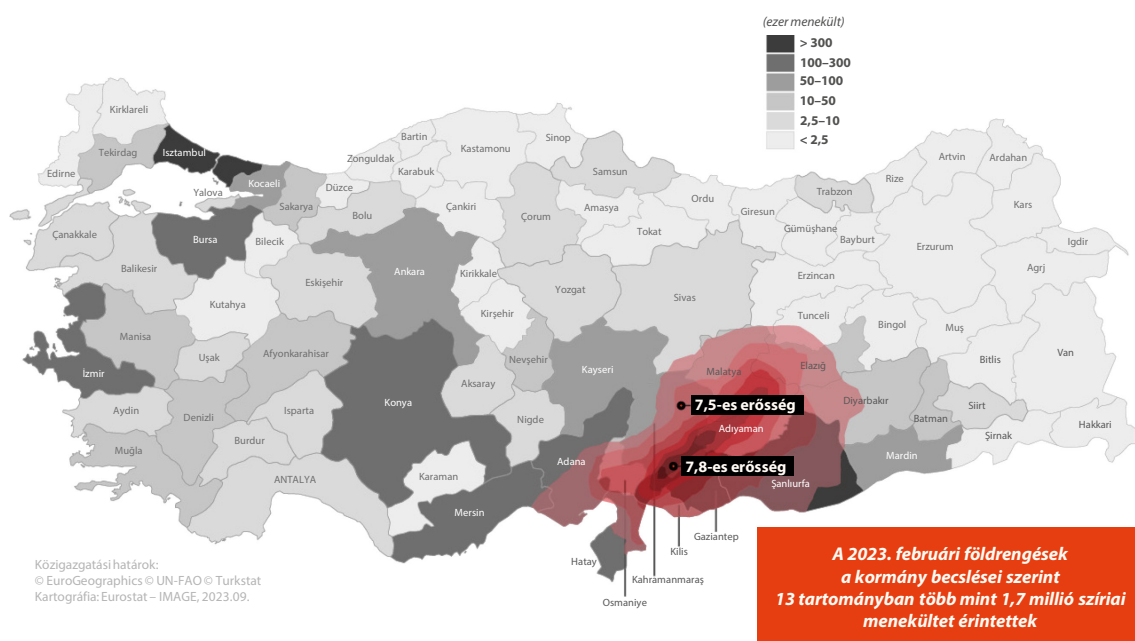 (ezer menekült)
> 300
100–300
50–100
10–50
2,5–10
< 2,5
Kirklareli
Edirne
Tekirdag
Isztambul
Kocaeli
Yalova
Sakarya
Düzce
Zonguldak
Bartin
Karabuk
Kastamonu
Sinop
Samsun
Artvin
Ardahan
Rize
Trabzon
Kars
Çanakkale
Bursa
Bilecik
Bolu
Çankiri
Çorum
Amasya
Tokat
Ordu
Giresun
Gümüşhane
Bayburt
Erzurum
Igdir
Agrj
Balikesir
Kutahya
Eskişehir
Ankara
Kirikkale
Yozgat
Sivas
Erzincan
Kirşehir
Tunceli
Bingol
Muş
Bitlis
Van
Manisa
Uşak
Afyonkarahisar
Nevşehir
Kayseri
Malatya
Elazığ
İzmir
Aksaray
Konya
Diyarbakır
Batman
Siirt
Şirnak
Hakkari
7,5-es erősség
Aydin
Denizli
Isparta
Nigde
Adıyaman
Burdur
Muğla
ANTALYA
Karaman
Adana
7,8-es erősség
Mardin
Şanlıurfa
Mersin
Gaziantep
Kilis
Hatay
Kahramanmaraş
Osmaniye
Közigazgatási határok:
© EuroGeographics © UN-FAO © Turkstat
Kartográfia: Eurostat – IMAGE, 2023.09.
A 2023. februári földrengések
a kormány becslései szerint
13 tartományban több mint 1,7 millió szíriai
menekültet érintettek